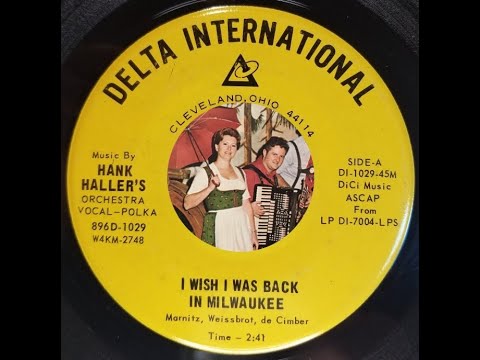 DELTA INTERNATIONAL
CLEVELAND, OHIO 44114
Music By
HANK
HALLER'S
ORCHESTRA
VOCAL-POLKA
896D-1029
W4KM-2748
SIDE-A
DI-1029-45M
DiCi Music
ASCAP
From
LP DI-7004-LPS
I WISH I WAS BACK
IN MILWAUKEE
Marnitz, Weissbrot, de Cimber
Time - 2:41